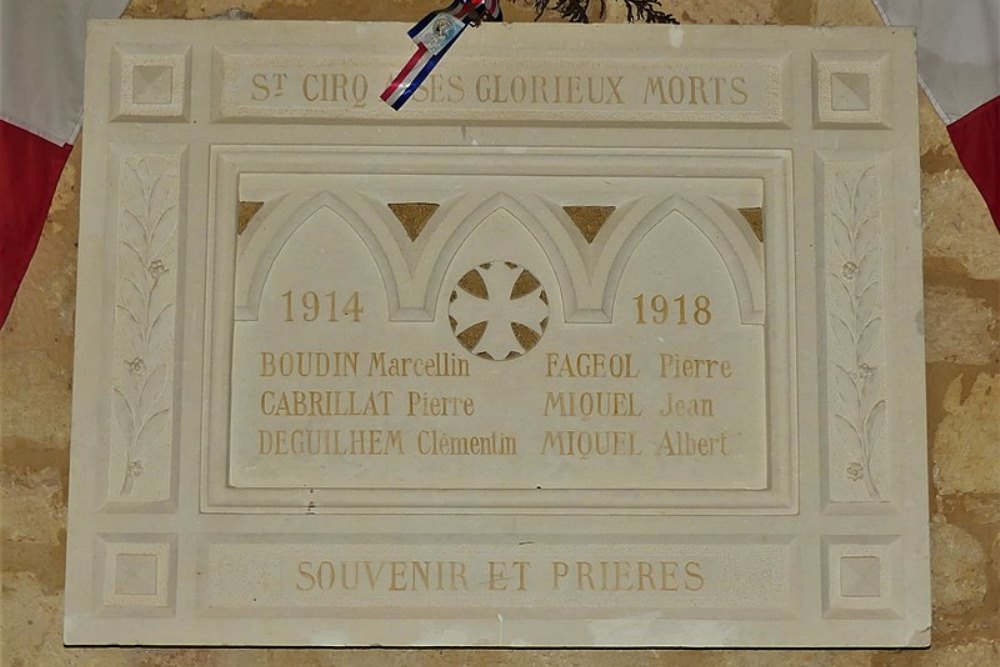 ST CIRQ A SES GLORIEUX MORTS
1914 1918
BOUDIN Marcellin FAGEOL Pierre
CABRILLAT Pierre MIQUEL Jean
DEGUILHEM Clémentin MIQUEL Albert
SOUVENIR ET PRIERES